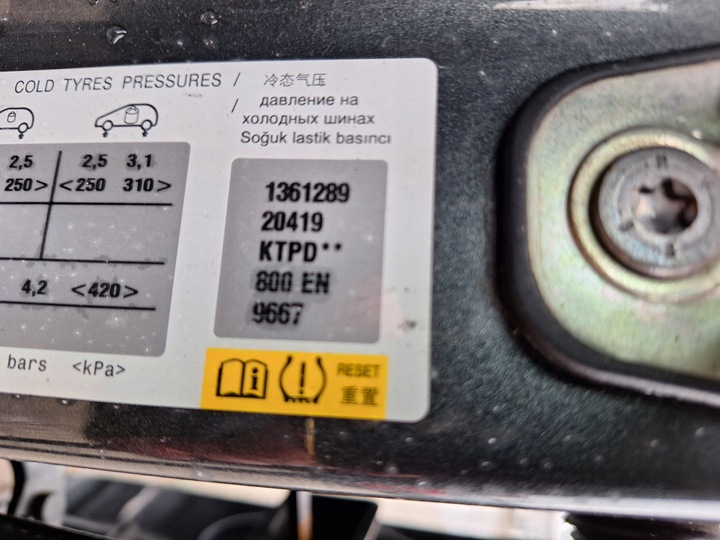 COLD TYRES PRESSURES / 冷态气压
/ давление на
холодных шинах
Soğuk lastik basıncı
2,5 2,5 3,1
250> <250 310>
4,2 <420>
bars <kPa>
1361289
20419
KTPD**
800 EN
9667
RESET
重置